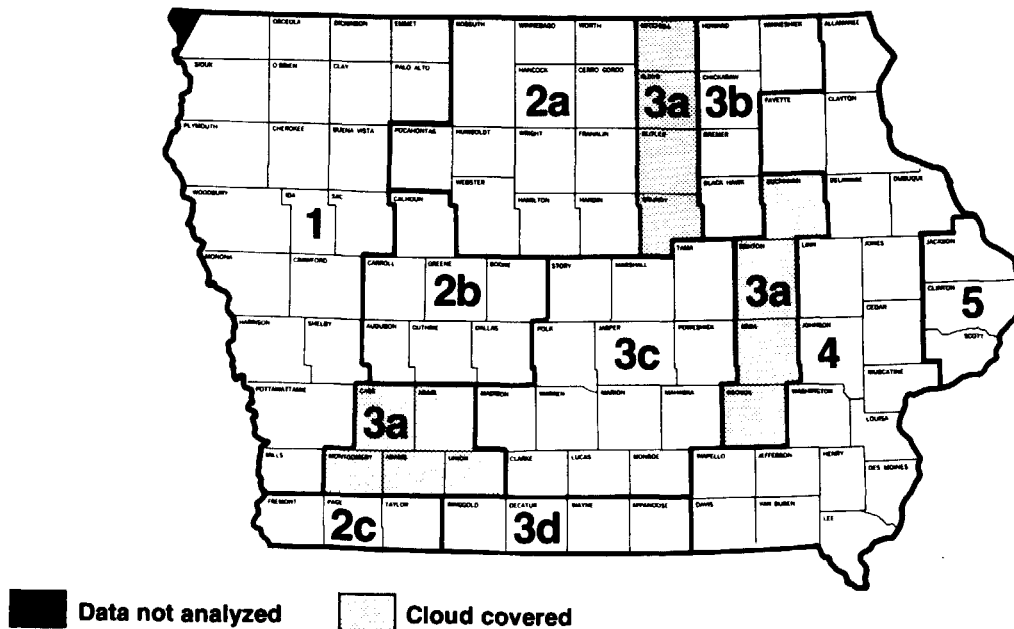 OSCEOLA DICKINSON EMMET KOSSUTH WINNEBAGO WORTH MITCHELL HOWARD WINNESHIEK ALLAMAKEE
SIOUX O'BRIEN CLAY PALO ALTO HANCOCK CERRO GORDO FLOYD CHICKASAW
2a 3a 3b
FAYETTE CLAYTON
PLYMOUTH CHEROKEE BUENA VISTA POCAHONTAS HUMBOLDT WRIGHT FRANKLIN BUTLER BREMER
WEBSTER BLACK HAWK BUCHANAN DELAWARE DUBUQUE
WOODBURY IDA SAC CALHOUN HAMILTON HARDIN GRUNDY
1
TAMA BENTON LINN JONES JACKSON
MONONA CRAWFORD CARROLL GREENE BOONE STORY MARSHALL
2b 3a 5
CLINTON
CEDAR
HARRISON SHELBY AUDUBON GUTHRIE DALLAS POLK JASPER POWESHIEK IOWA JOHNSON SCOTT
3c 4
MUSCATINE
POTTAWATTAMIE CASS ADAIR MADISON WARREN MARION MAHASKA KEOKUK WASHINGTON
3a
LOUISA
MILLS MONTGOMERY ADAMS UNION CLARKE LUCAS MONROE WAPELLO JEFFERSON HENRY
DES MOINES
FREMONT PAGE TAYLOR RINGGOLD DECATUR WAYNE APPANOOSE DAVIS VAN BUREN
2c 3d
LEE
Data not analyzed Cloud covered